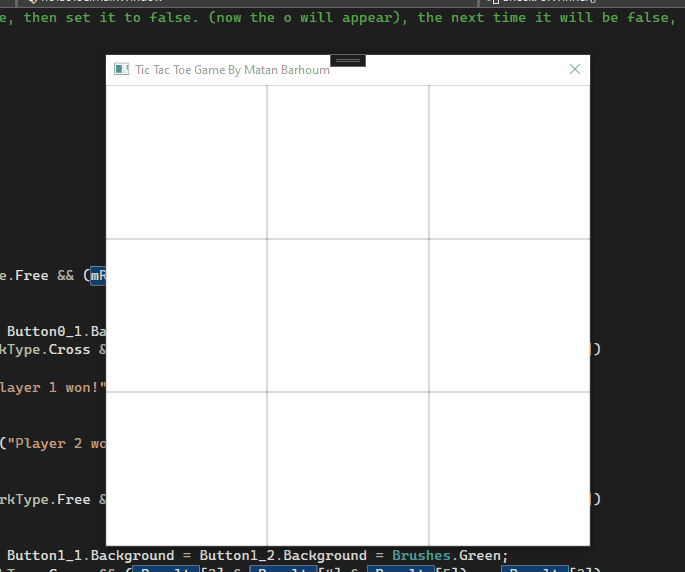 e, then set it to false. (now the o will appear), the next time it will be false,
Tic Tac Toe Game By Matan Barhoum
e.Free && (mR
Button0_1.Ba
kType.Cross & ])
layer 1 won!"
("Player 2 wo
rkType.Free & ])
Button1_1.Background = Button1_2.Background = Brushes.Green;